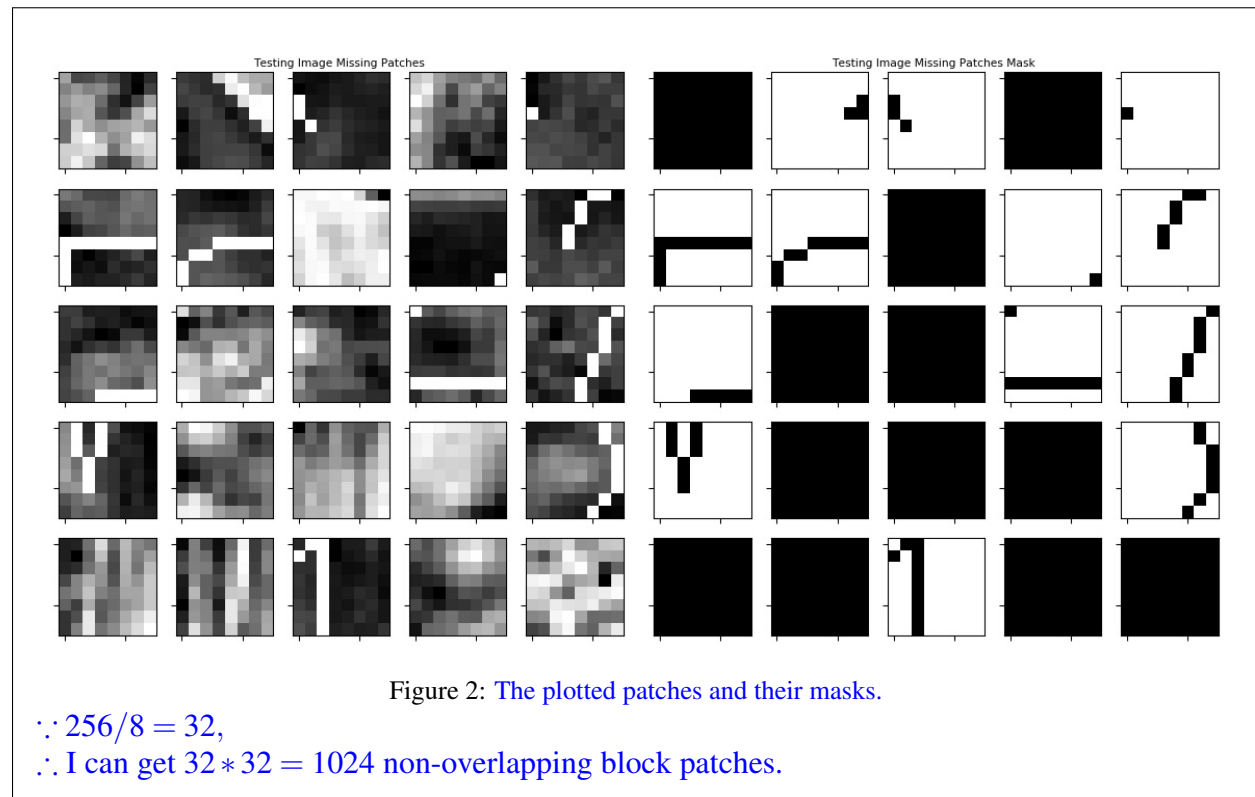 Testing Image Missing Patches
Testing Image Missing Patches Mask
Figure 2: The plotted patches and their masks.
∵ 256/8 = 32,
∴ I can get 32 ∗ 32 = 1024 non-overlapping block patches.